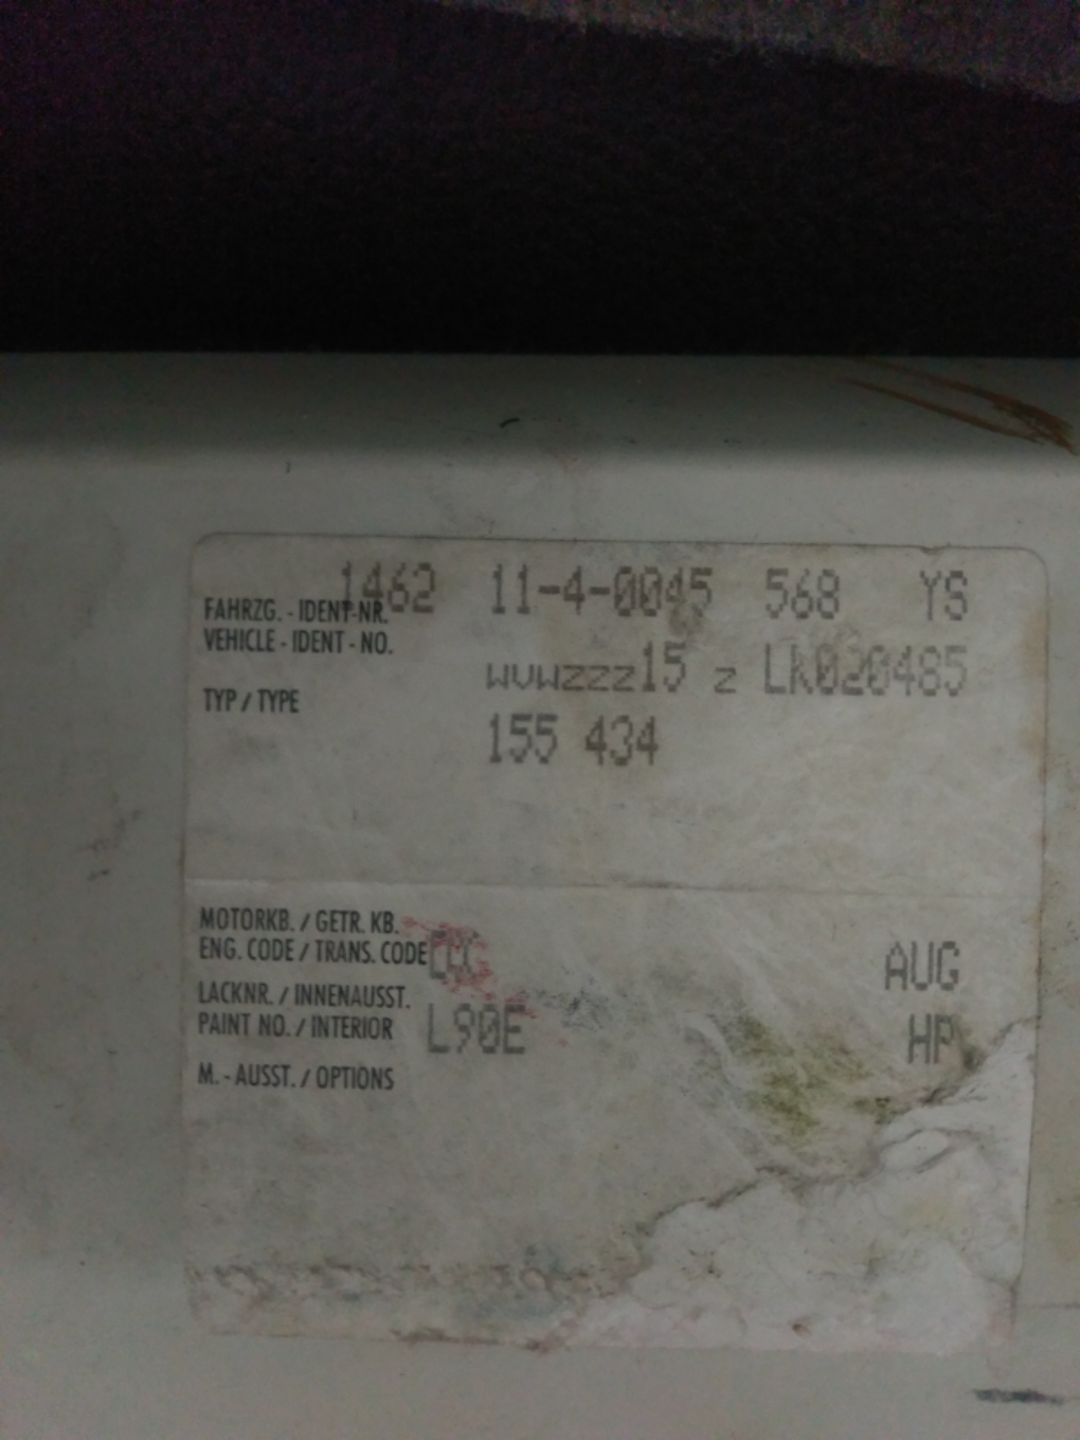 1462 11-4-0045 568 YS
FAHRZG. - IDENT-NR.
VEHICLE - IDENT - NO.
wvwzzz15 z Lk020485
TYP / TYPE
155 434
MOTORKB. / GETR. KB.
ENG. CODE / TRANS. CODE AUG
LACKNR. / INNENAUSST.
PAINT NO. / INTERIOR L90E HP
M. - AUSST. / OPTIONS